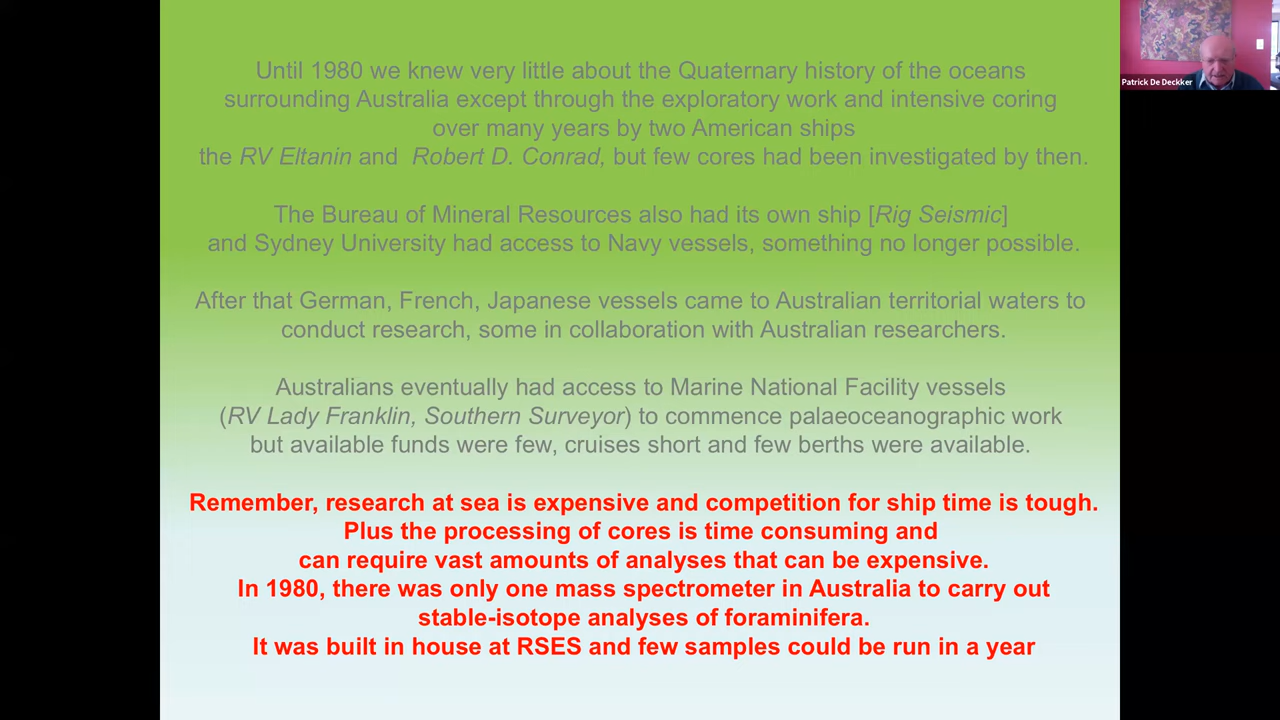 Until 1980 we knew very little about the Quaternary history of the oceans
surrounding Australia except through the exploratory work and intensive coring
over many years by two American ships
the RV Eltanin and Robert D. Conrad, but few cores had been investigated by then.
The Bureau of Mineral Resources also had its own ship [Rig Seismic]
and Sydney University had access to Navy vessels, something no longer possible.
After that German, French, Japanese vessels came to Australian territorial waters to
conduct research, some in collaboration with Australian researchers.
Australians eventually had access to Marine National Facility vessels
(RV Lady Franklin, Southern Surveyor) to commence palaeoceanographic work
but available funds were few, cruises short and few berths were available.
Remember, research at sea is expensive and competition for ship time is tough.
Plus the processing of cores is time consuming and
can require vast amounts of analyses that can be expensive.
In 1980, there was only one mass spectrometer in Australia to carry out
stable-isotope analyses of foraminifera.
It was built in house at RSES and few samples could be run in a year
Patrick De Deckker